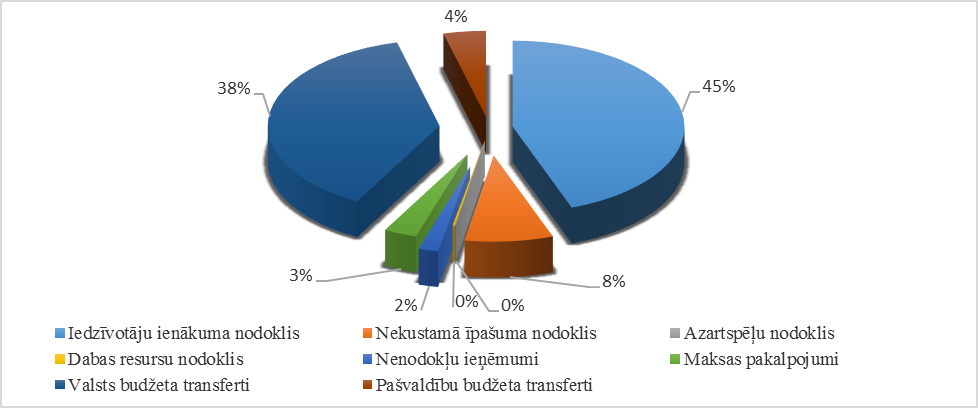 4%
38%
45%
3%
2%
0%
0%
8%
Iedzīvotāju ienākuma nodoklis
Nekustamā īpašuma nodoklis
Azartspēļu nodoklis
Dabas resursu nodoklis
Nenodokļu ieņēmumi
Maksas pakalpojumi
Valsts budžeta transferti
Pašvaldību budžeta transferti